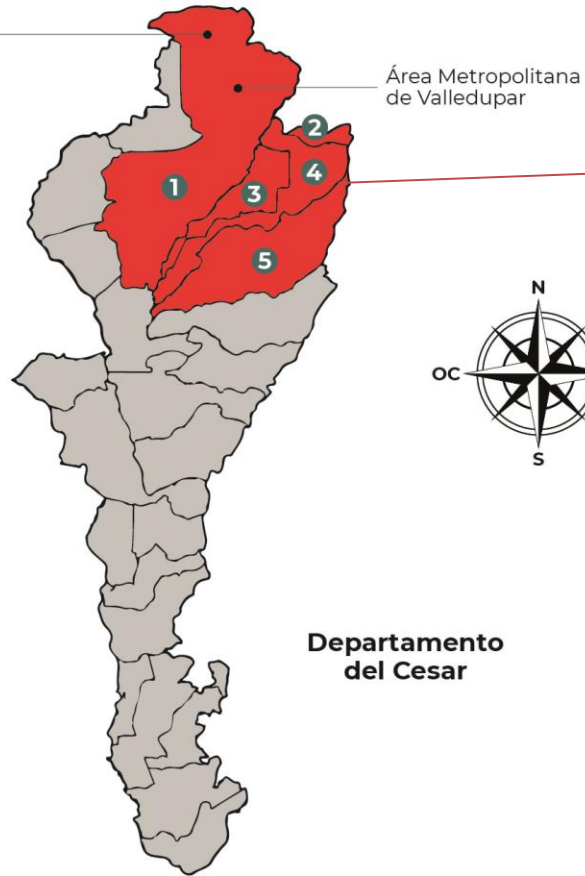 Área Metropolitana
de Valledupar
2
1
3
4
5
N
OC
S
Departamento
del Cesar